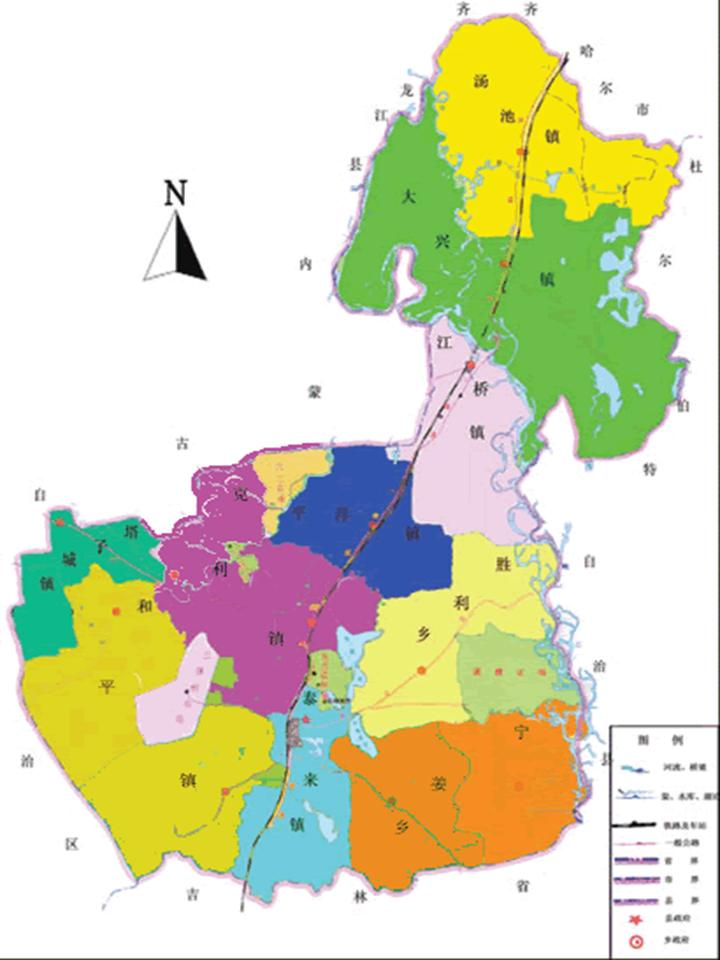 齐 齐
哈
尔
市
龙
江
县
杜
尔
伯
特
自
治
县
内
蒙
古
自
治
区
吉 林 省
N
汤
池 镇
大
兴 镇
江
桥
镇
克
利
镇
平 洋 镇
塔
子
城
镇
胜
利
乡
和
平
镇
泰
来
镇
宁
姜
乡
图 例
河流、桥梁
铁路及车站
一般公路
省 界
市 界
县 界
县政府
乡政府